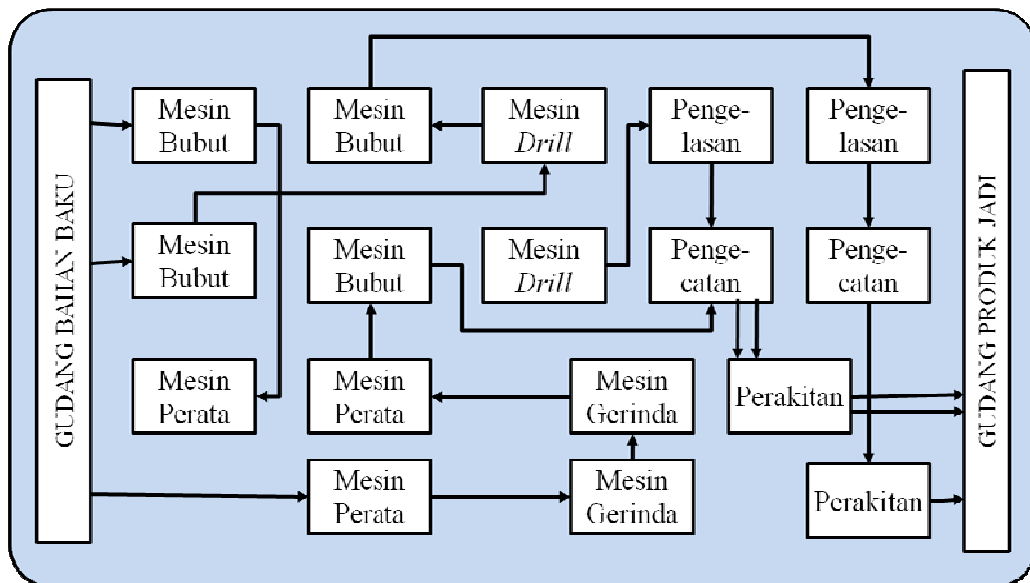 GUDANG BAHAN BAKU
Mesin
Bubut
Mesin
Bubut
Mesin
Drill
Penge-
lasan
Penge-
lasan
Mesin
Bubut
Mesin
Bubut
Mesin
Drill
Penge-
catan
Penge-
catan
Mesin
Perata
Mesin
Perata
Mesin
Gerinda
Perakitan
Mesin
Perata
Mesin
Gerinda
Perakitan
GUDANG PRODUK JADI